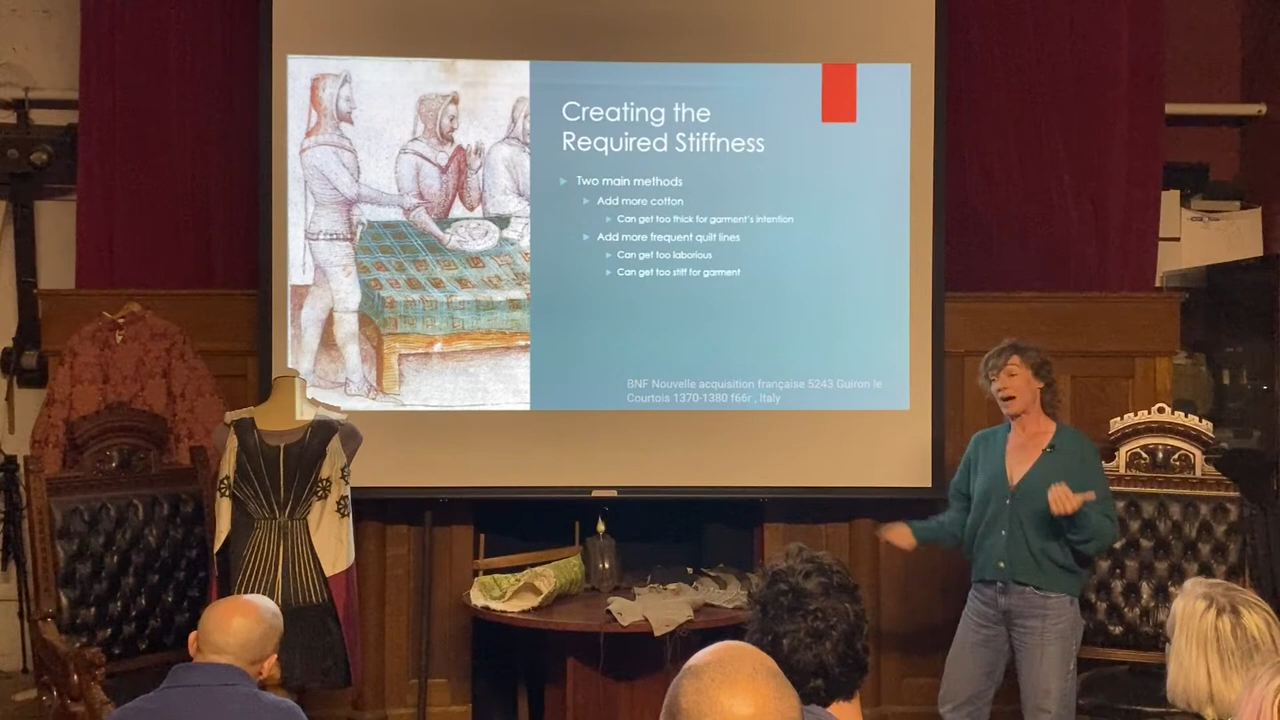 Creating the
Required Stiffness
Two main methods
Add more cotton
Can get too thick for garment's intention
Add more frequent quilt lines
Can get too laborious
Can get too stiff for garment
BNF Nouvelle acquisition française 5243 Guiron le
Courtois 1370-1380 f66r , Italy